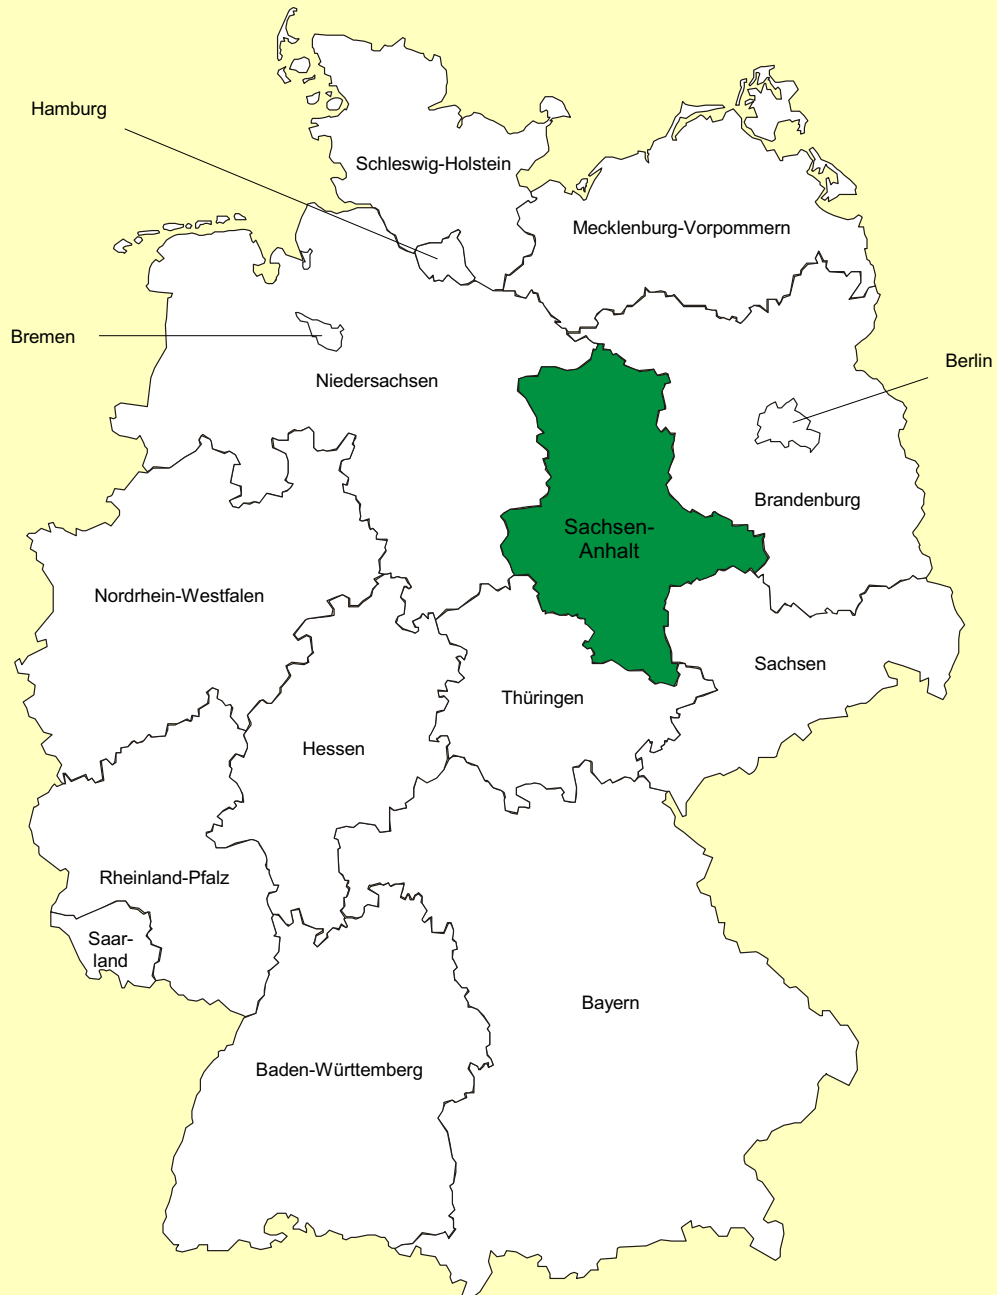 Hamburg
Schleswig-Holstein
Mecklenburg-Vorpommern
Bremen
Niedersachsen
Berlin
Brandenburg
Sachsen-
Anhalt
Nordrhein-Westfalen
Sachsen
Thüringen
Hessen
Rheinland-Pfalz
Saar-
land
Bayern
Baden-Württemberg